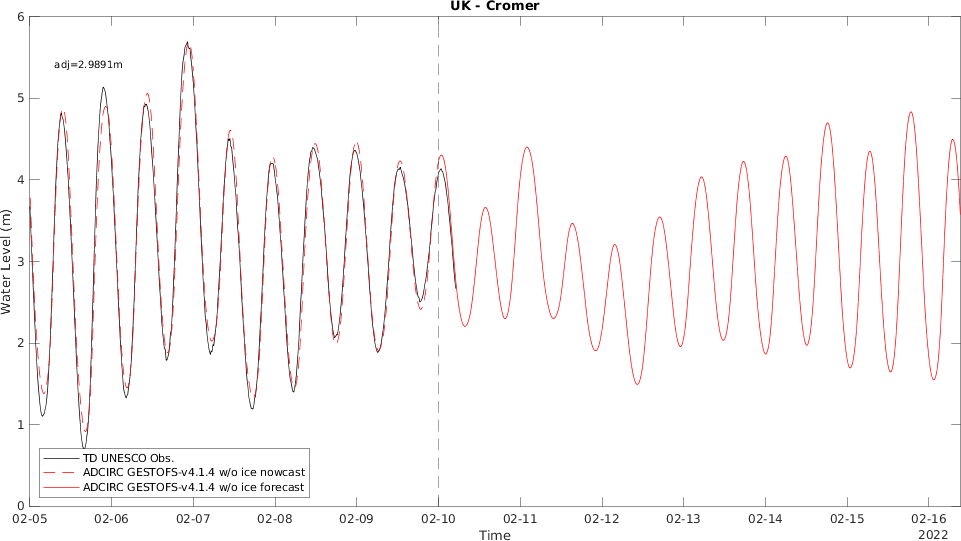 UK - Cromer
adj=2.9891m
6
5
4
3
2
1
0
Water Level (m)
TD UNESCO Obs.
ADCIRC GESTOFS-v4.1.4 w/o ice nowcast
ADCIRC GESTOFS-v4.1.4 w/o ice forecast
02-05 02-06 02-07 02-08 02-09 02-10 02-11 02-12 02-13 02-14 02-15 02-16
Time
2022